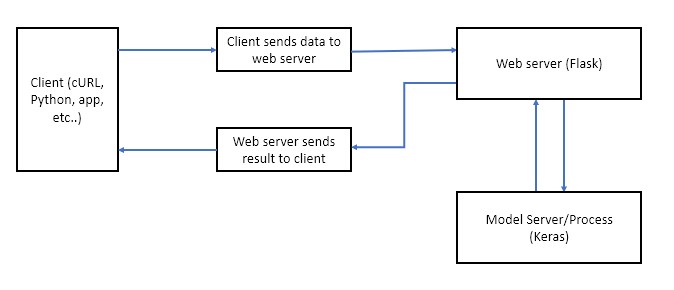 Client (cURL,
Python, app,
etc..)
Client sends data to
web server
Web server (Flask)
Web server sends
result to client
Model Server/Process
(Keras)